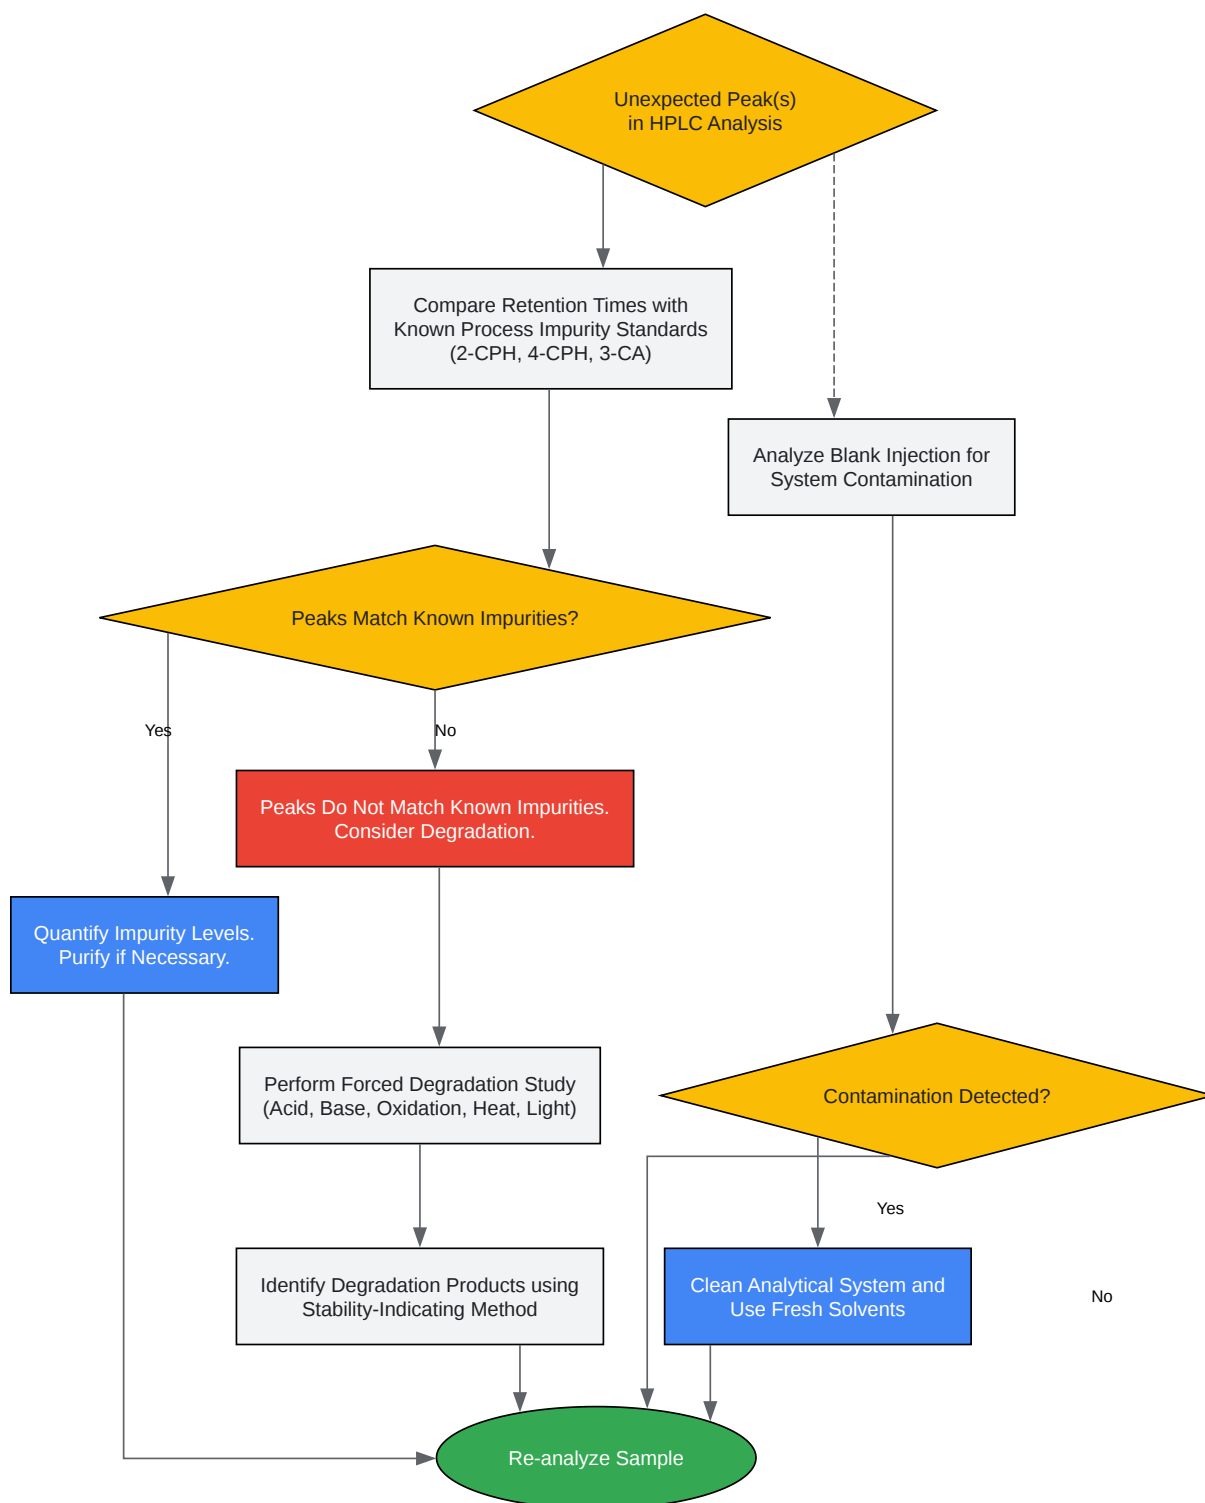 Unexpected Peak(s)
in HPLC Analysis
Compare Retention Times with
Known Process Impurity Standards
(2-CPH, 4-CPH, 3-CA)
Analyze Blank Injection for
System Contamination
Peaks Match Known Impurities?
Yes
No
Peaks Do Not Match Known Impurities.
Consider Degradation.
Quantify Impurity Levels.
Purify if Necessary.
Perform Forced Degradation Study
(Acid, Base, Oxidation, Heat, Light)
Contamination Detected?
Yes
No
Identify Degradation Products using
Stability-Indicating Method
Clean Analytical System and
Use Fresh Solvents
Re-analyze Sample